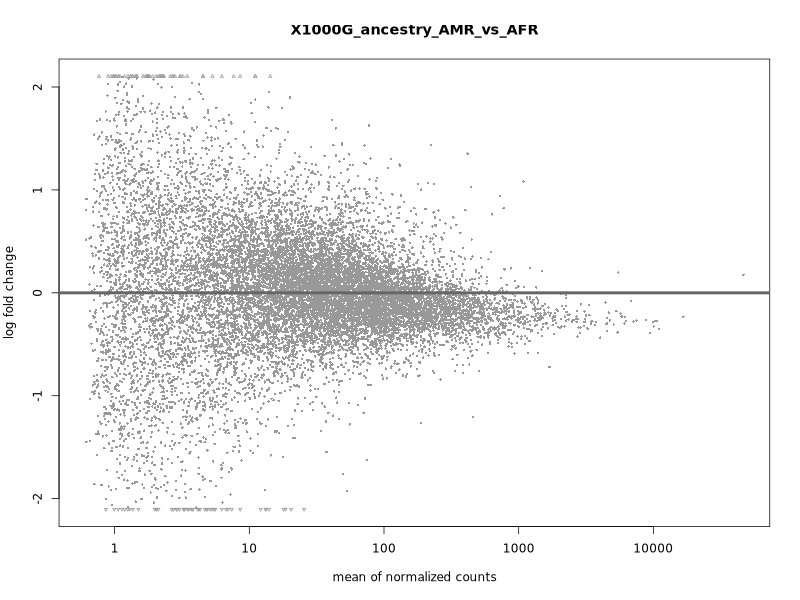 X1000G_ancestry_AMR_vs_AFR
log fold change
2
1
0
-1
-2
1 10 100 1000 10000
mean of normalized counts